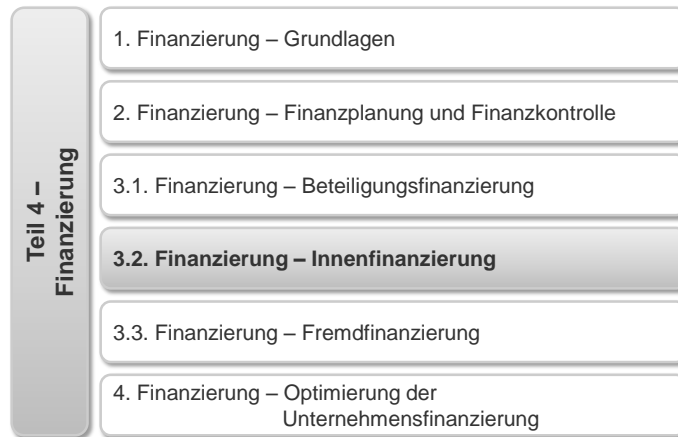 Teil 4 –
Finanzierung
1. Finanzierung – Grundlagen
2. Finanzierung – Finanzplanung und Finanzkontrolle
3.1. Finanzierung – Beteiligungsfinanzierung
3.2. Finanzierung – Innenfinanzierung
3.3. Finanzierung – Fremdfinanzierung
4. Finanzierung – Optimierung der
Unternehmensfinanzierung